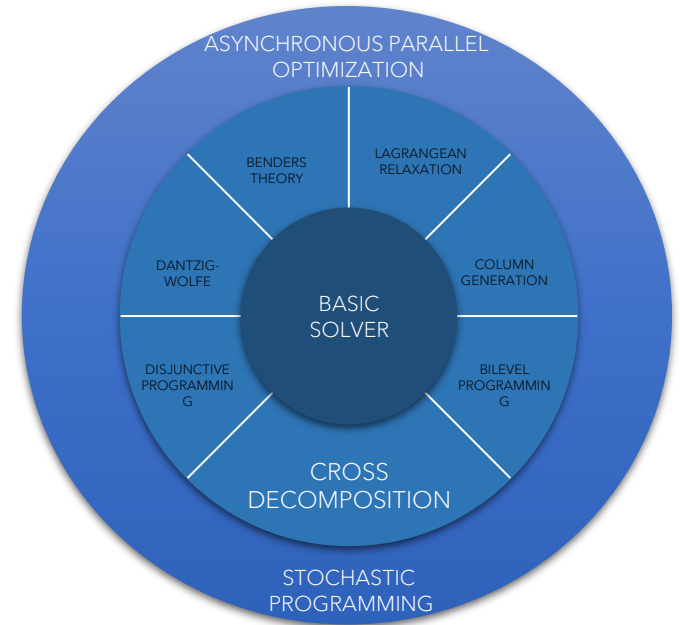 ASYNCHRONOUS PARALLEL
OPTIMIZATION
BENDERS
THEORY
LAGRANGEAN
RELAXATION
DANTZIG-
WOLFE
COLUMN
GENERATION
BASIC
SOLVER
DISJUNCTIVE
PROGRAMMIN
G
BILEVEL
PROGRAMMIN
G
CROSS
DECOMPOSITION
STOCHASTIC
PROGRAMMING